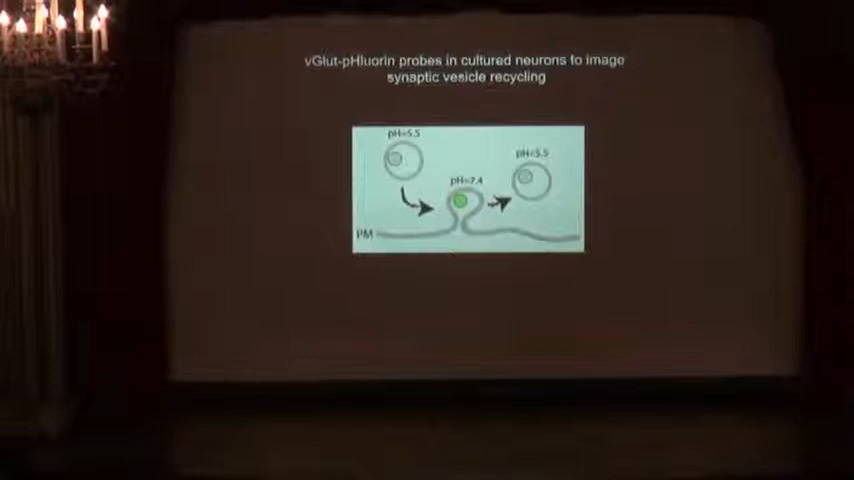 vGlut-pHluorin probes in cultured neurons to image
synaptic vesicle recycling
pH=5.5
pH=5.5
pH=7.4
PM